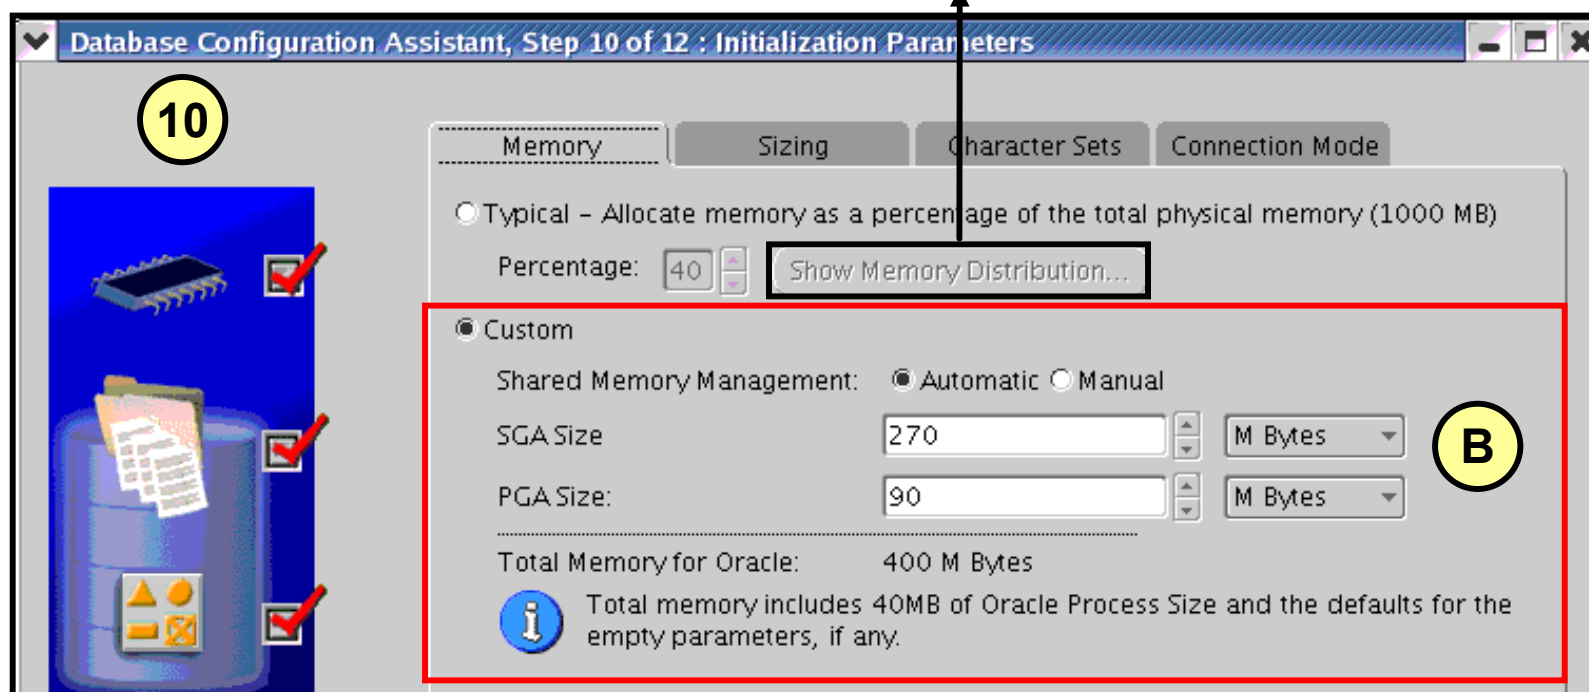 Database Configuration Assistant, Step 10 of 12 : Initialization Parameters
10
Memory Sizing Character Sets Connection Mode
Typical – Allocate memory as a percentage of the total physical memory (1000 MB)
Percentage: 40 Show Memory Distribution...
Custom
Shared Memory Management: Automatic Manual
SGA Size 270 M Bytes
B
PGA Size: 90 M Bytes
Total Memory for Oracle: 400 M Bytes
Total memory includes 40MB of Oracle Process Size and the defaults for the
empty parameters, if any.